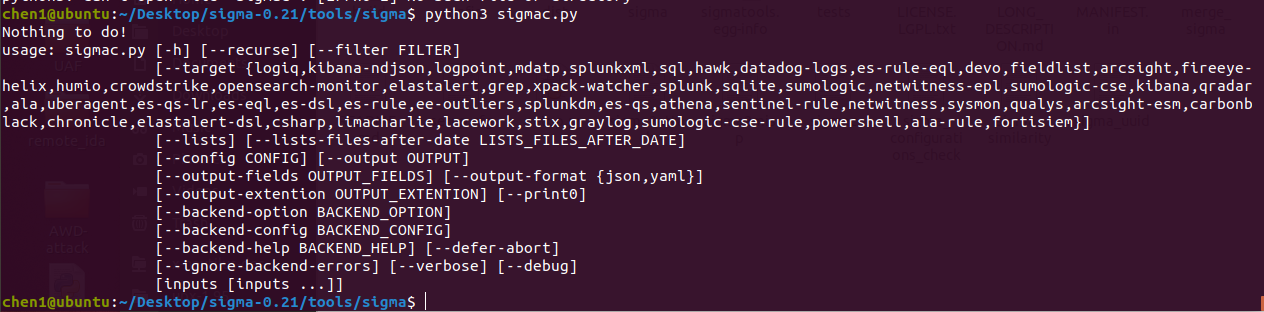 chen1@ubuntu:~/Desktop/sigma-0.21/tools/sigma$ python3 sigmac.py
Nothing to do!
usage: sigmac.py [-h] [--recurse] [--filter FILTER]
[--target {logiq,kibana-ndjson,logpoint,mdatp,splunkxml,sql,hawk,datadog-logs,es-rule-eql,devo,fieldlist,arcsight,fireeye-
helix,humio,crowdstrike,opensearch-monitor,elastalert,grep,xpack-watcher,splunk,sqlite,sumologic,netwitness-epl,sumologic-cse,kibana,qradar
,ala,uberagent,es-qs-lr,es-eql,es-dsl,es-rule,ee-outliers,splunkdm,es-qs,athena,sentinel-rule,netwitness,sysmon,qualys,arcsight-esm,carbonb
lack,chronicle,elastalert-dsl,csharp,limacharlie,lacework,stix,graylog,sumologic-cse-rule,powershell,ala-rule,fortisiem}]
[--lists] [--lists-files-after-date LISTS_FILES_AFTER_DATE]
[--config CONFIG] [--output OUTPUT]
[--output-fields OUTPUT_FIELDS] [--output-format {json,yaml}]
[--output-extention OUTPUT_EXTENTION] [--print0]
[--backend-option BACKEND_OPTION]
[--backend-config BACKEND_CONFIG]
[--backend-help BACKEND_HELP] [--defer-abort]
[--ignore-backend-errors] [--verbose] [--debug]
[inputs [inputs ...]]
chen1@ubuntu:~/Desktop/sigma-0.21/tools/sigma$